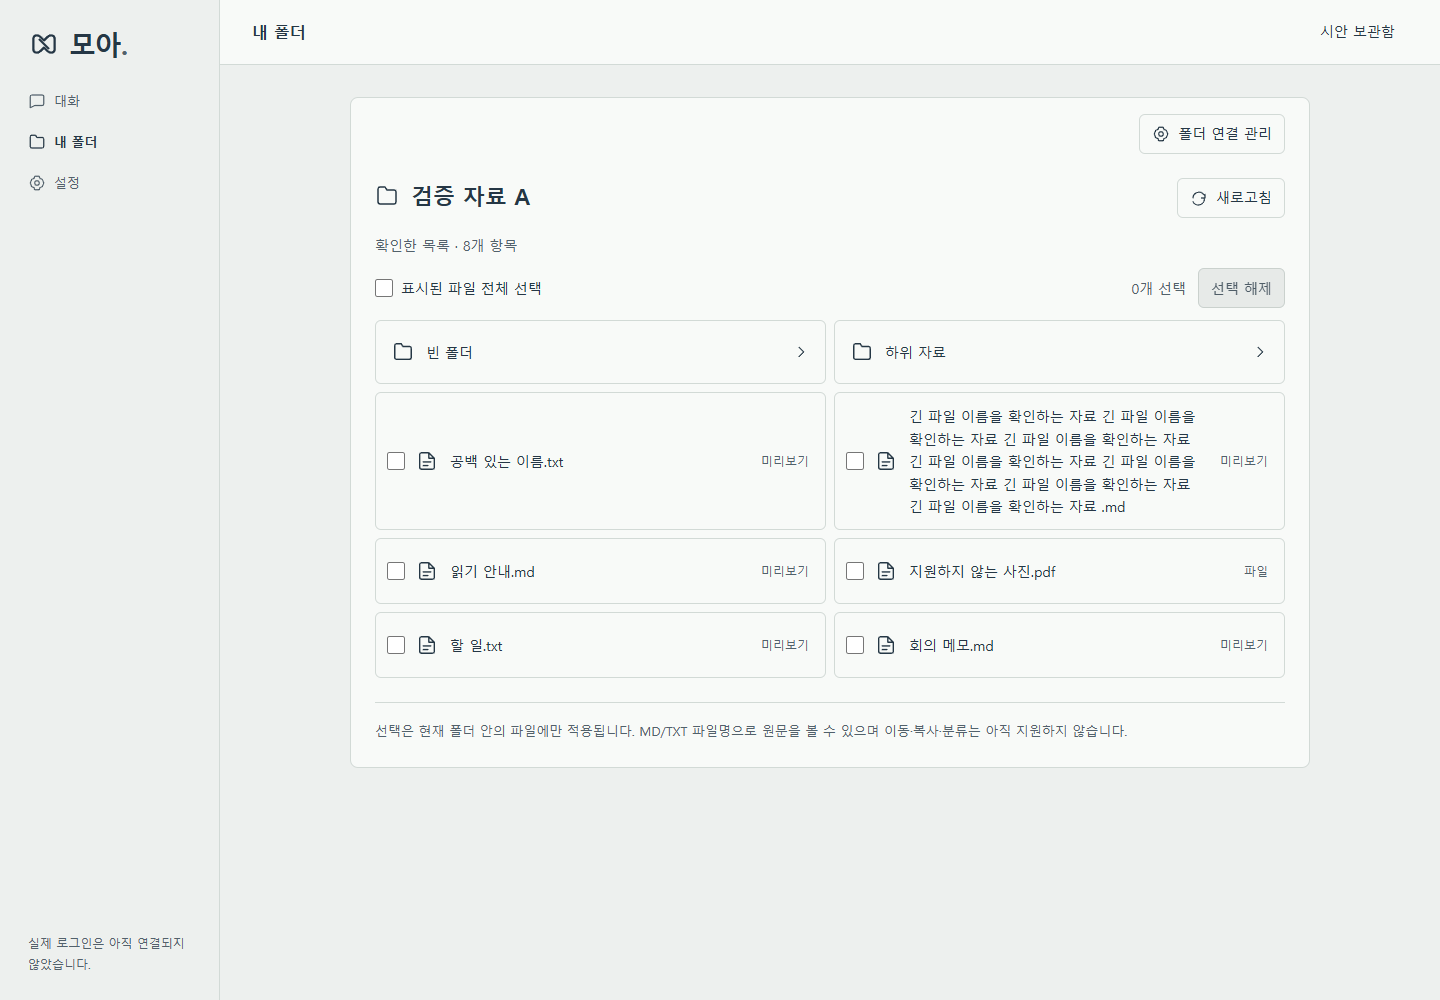 모아.
대화
내 폴더
설정
실제 로그인은 아직 연결되지
않았습니다.
내 폴더
시안 보관함
폴더 연결 관리
검증 자료 A
새로고침
확인한 목록 · 8개 항목
표시된 파일 전체 선택
0개 선택
선택 해제
빈 폴더
하위 자료
공백 있는 이름.txt
미리보기
긴 파일 이름을 확인하는 자료 긴 파일 이름을
확인하는 자료 긴 파일 이름을 확인하는 자료
긴 파일 이름을 확인하는 자료 긴 파일 이름을
확인하는 자료 긴 파일 이름을 확인하는 자료
긴 파일 이름을 확인하는 자료 .md
미리보기
읽기 안내.md
미리보기
지원하지 않는 사진.pdf
파일
할 일.txt
미리보기
회의 메모.md
미리보기
선택은 현재 폴더 안의 파일에만 적용됩니다. MD/TXT 파일명으로 원문을 볼 수 있으며 이동·복사·분류는 아직 지원하지 않습니다.